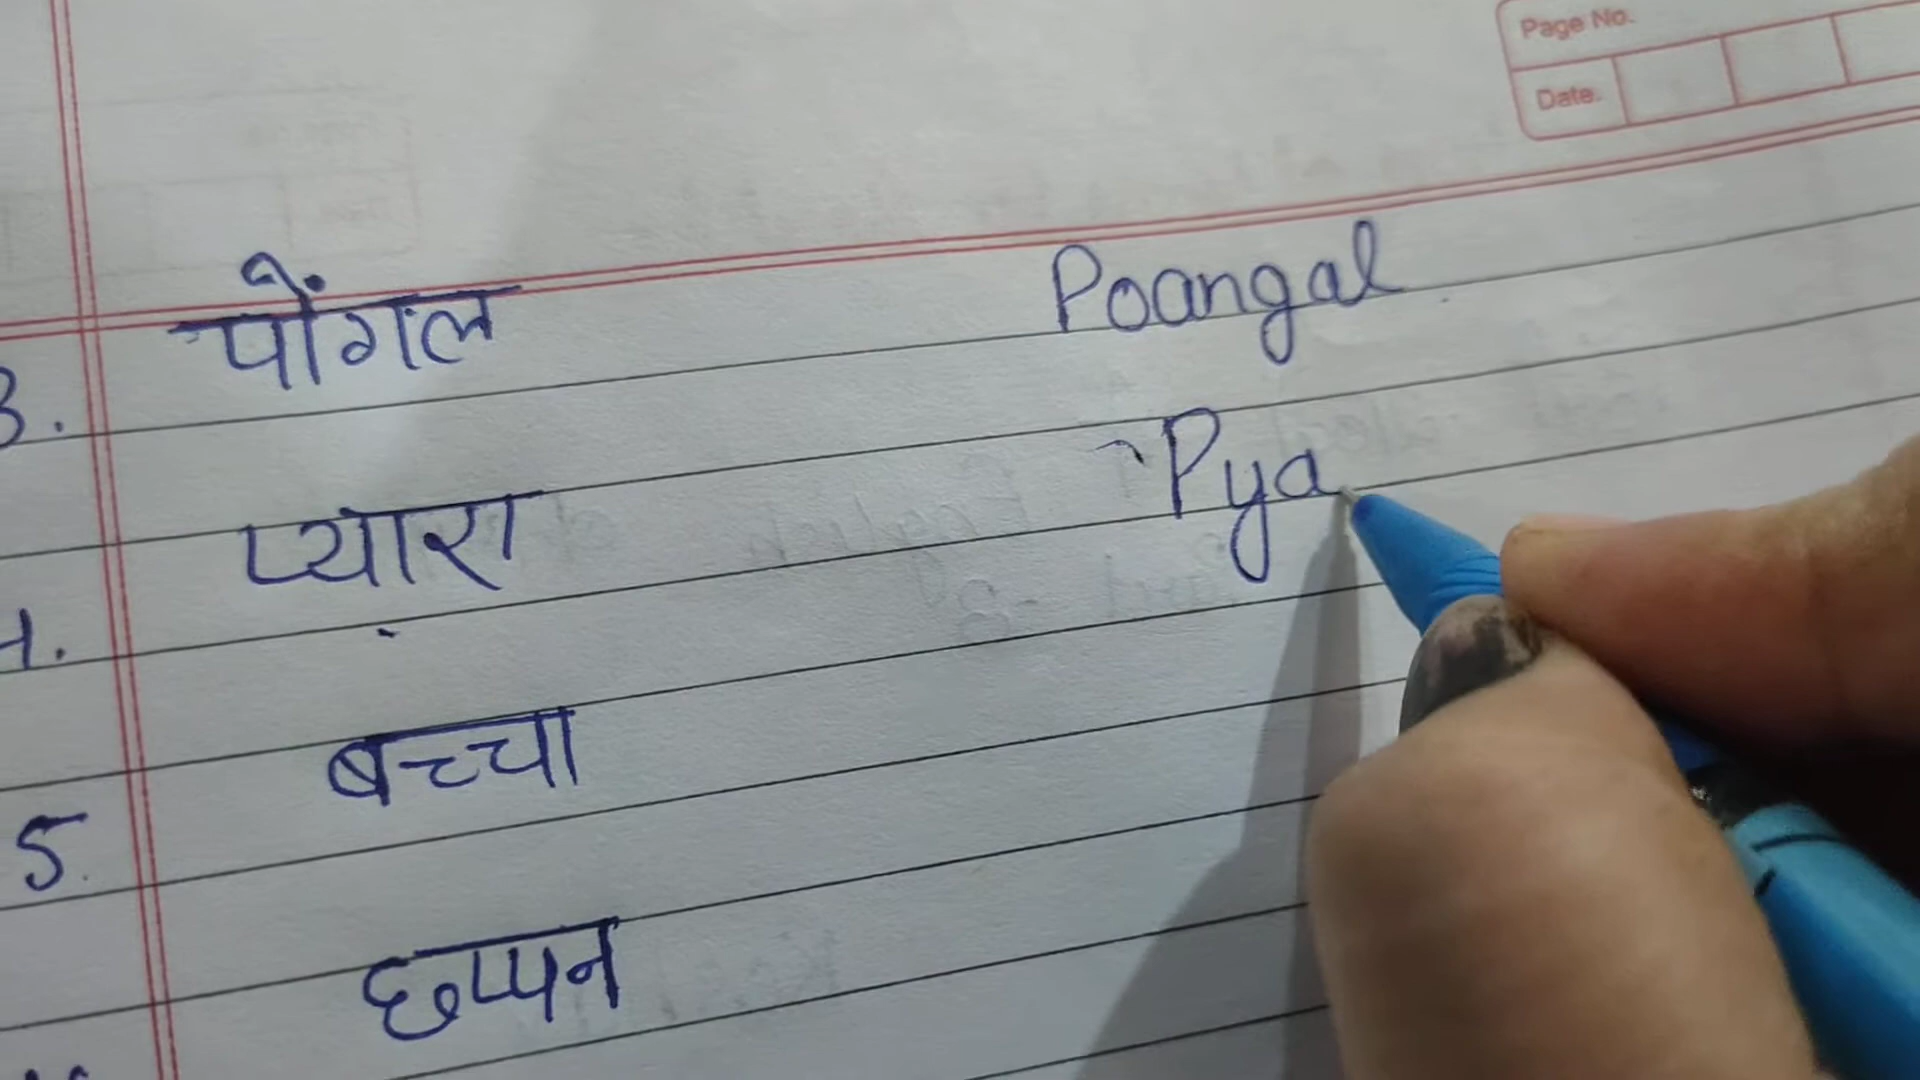 Page No.
Date:
3. पोंगल Poangal
4. प्यारा Pya
5. बच्चा
छप्पन